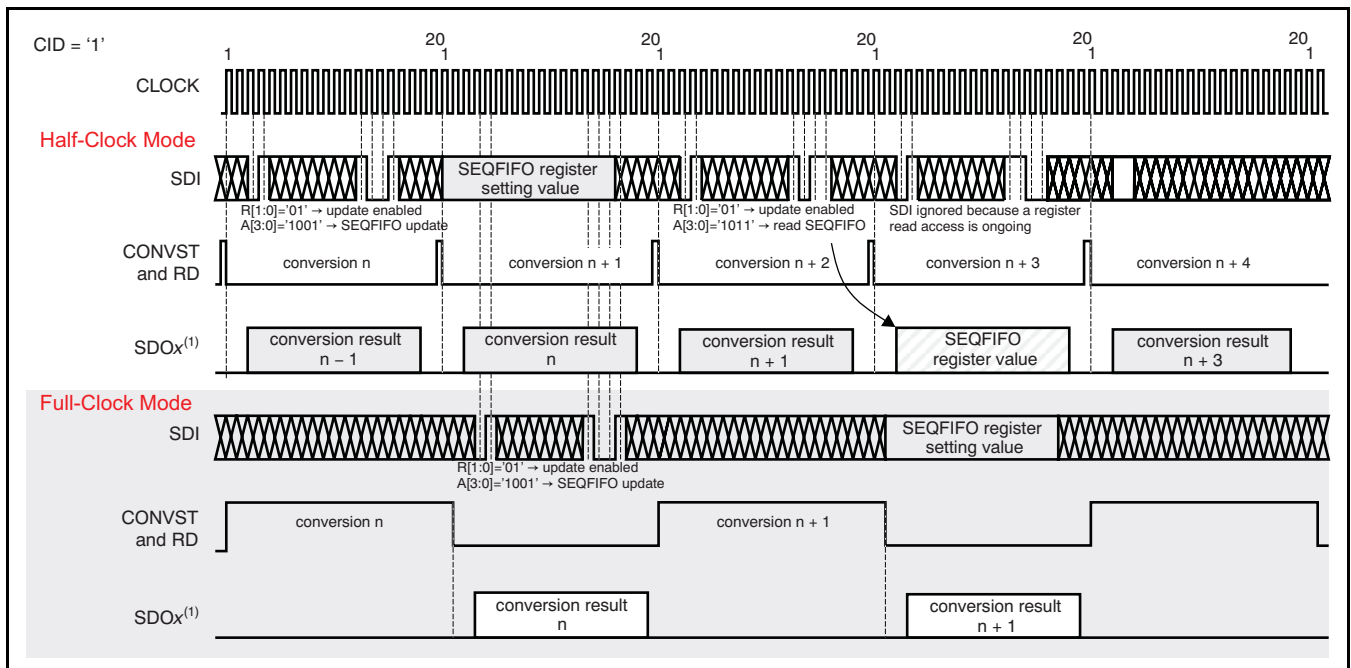 CID = '1'
1
20
1
20
1
20
1
20
1
20
1
CLOCK
Half-Clock Mode
SDI
SEQFIFO register
setting value
R[1:0]='01' → update enabled
A[3:0]='1001' → SEQFIFO update
R[1:0]='01' → update enabled
A[3:0]='1011' → read SEQFIFO
SDI ignored because a register
read access is ongoing
CONVST
and RD
conversion n
conversion n + 1
conversion n + 2
conversion n + 3
conversion n + 4
SDOx(1)
conversion result
n − 1
conversion result
n
conversion result
n + 1
SEQFIFO
register value
conversion result
n + 3
Full-Clock Mode
SDI
SEQFIFO register
setting value
R[1:0]='01' → update enabled
A[3:0]='1001' → SEQFIFO update
CONVST
and RD
conversion n
conversion n + 1
SDOx(1)
conversion result
n
conversion result
n + 1